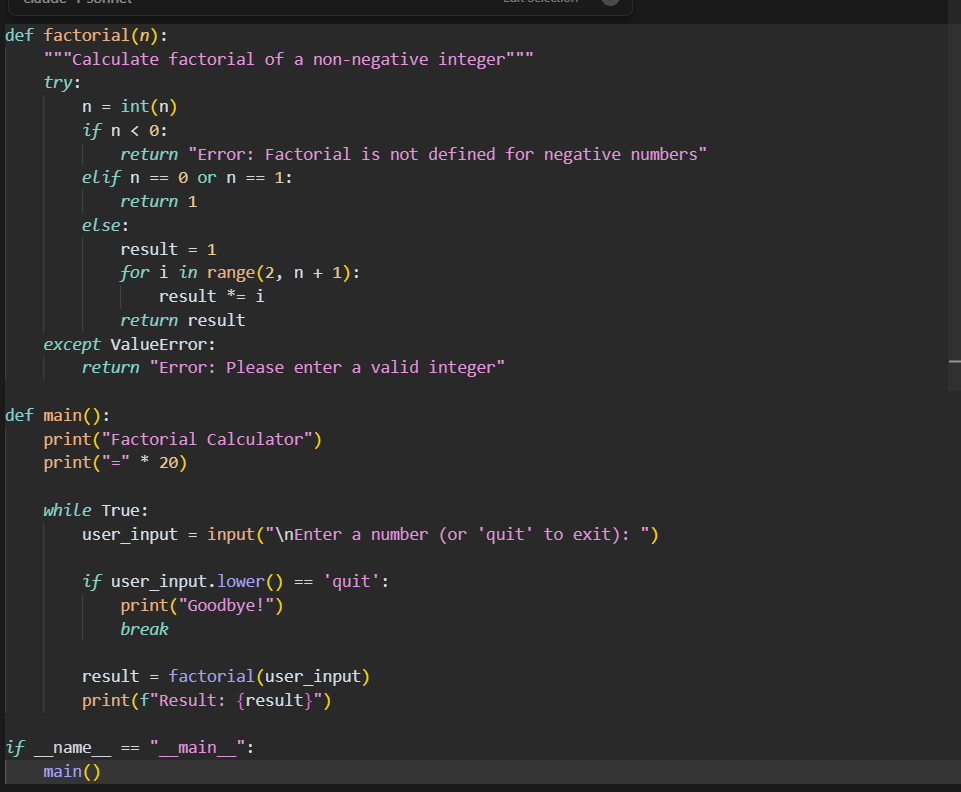 def factorial(n):
    """Calculate factorial of a non-negative integer"""
    try:
        n = int(n)
        if n < 0:
            return "Error: Factorial is not defined for negative numbers"
        elif n == 0 or n == 1:
            return 1
        else:
            result = 1
            for i in range(2, n + 1):
                result *= i
            return result
    except ValueError:
        return "Error: Please enter a valid integer"

def main():
    print("Factorial Calculator")
    print("=" * 20)

    while True:
        user_input = input("\nEnter a number (or 'quit' to exit): ")

        if user_input.lower() == 'quit':
            print("Goodbye!")
            break

        result = factorial(user_input)
        print(f"Result: {result}")

if __name__ == "__main__":
    main()